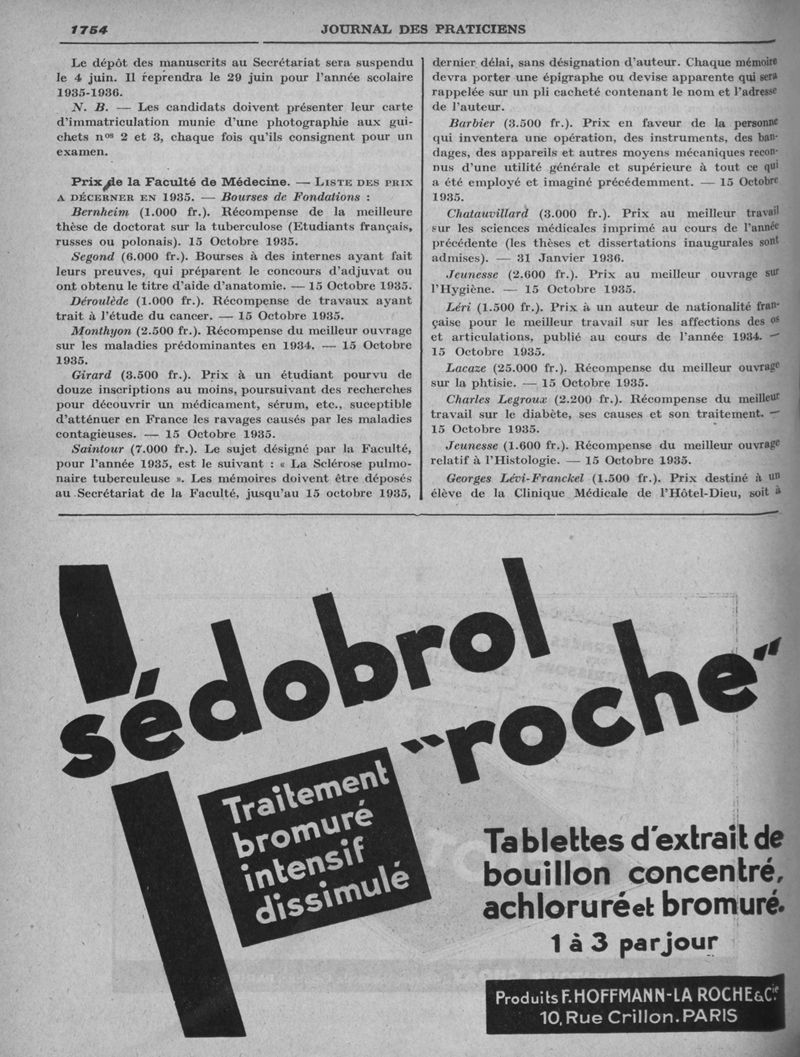 1754
JOURNAL DES PRATICIENS
Le dépôt des manuscrits au Secrétariat sera suspendu
le 4 juin. Il reprendra le 29 juin pour l'année scolaire
1935-1936.
N. B. — Les candidats doivent présenter leur carte
d'immatriculation munie d'une photographie aux gui-
chets nos 2 et 3, chaque fois qu'ils consignent pour un
examen.
Prix de la Faculté de Médecine. — LISTE DES PRIX
A DÉCERNER EN 1935. — Bourses de Fondations :
Bernheim (1.000 fr.). Récompense de la meilleure
thèse de doctorat sur la tuberculose (Etudiants français,
russes ou polonais). 15 Octobre 1935.
Segond (6.000 fr.). Bourses à des internes ayant fait
leurs preuves, qui préparent le concours d'adjuvat ou
ont obtenu le titre d'aide d'anatomie. — 15 Octobre 1935.
Déroulède (1.000 fr.). Récompense de travaux ayant
trait à l'étude du cancer. — 15 Octobre 1935.
Monthyon (2.500 fr.). Récompense du meilleur ouvrage
sur les maladies prédominantes en 1934. — 15 Octobre
1935.
Girard (3.500 fr.). Prix à un étudiant pourvu de
douze inscriptions au moins, poursuivant des recherches
pour découvrir un médicament, sérum, etc., suceptible
d'atténuer en France les ravages causés par les maladies
contagieuses. — 15 Octobre 1935.
Saintour (7.000 fr.). Le sujet désigné par la Faculté,
pour l'année 1935, est le suivant : « La Sclérose pulmo-
naire tuberculeuse ». Les mémoires doivent être déposés
au Secrétariat de la Faculté, jusqu'au 15 octobre 1935,
dernier délai, sans désignation d'auteur. Chaque mémoire
devra porter une épigraphe ou devise apparente qui sera
rappelée sur un pli cacheté contenant le nom et l'adresse
de l'auteur.
Barbier (3.500 fr.). Prix en faveur de la personne
qui inventera une opération, des instruments, des ban-
dages, des appareils et autres moyens mécaniques recon-
nus d'une utilité générale et supérieure à tout ce qui
a été employé et imaginé précédemment. — 15 Octobre
1935.
Chatauvillard (3.000 fr.). Prix au meilleur travail
sur les sciences médicales imprimé au cours de l'année
précédente (les thèses et dissertations inaugurales sont
admises). — 31 Janvier 1936.
Jeunesse (2.600 fr.). Prix au meilleur ouvrage sur
l'Hygiène. — 15 Octobre 1935.
Léri (1.500 fr.). Prix à un auteur de nationalité fran-
çaise pour le meilleur travail sur les affections des os
et articulations, publié au cours de l'année 1934. —
15 Octobre 1935.
Lacaze (25.000 fr.). Récompense du meilleur ouvrage
sur la phtisie. — 15 Octobre 1935.
Charles Legroux (2.200 fr.). Récompense du meilleur
travail sur le diabète, ses causes et son traitement. —
15 Octobre 1935.
Jeunesse (1.600 fr.). Récompense du meilleur ouvrage
relatif à l'Histologie. — 15 Octobre 1935.
Georges Lévi-Franckel (1.500 fr.). Prix destiné à un
élève de la Clinique Médicale de l'Hôtel-Dieu, soit à
sédobrol
"roche"
Traitement
bromuré
intensif
dissimulé
Tablettes d'extrait de
bouillon concentré,
achloruré et bromuré.
1 à 3 par jour
Produits F. HOFFMANN-LA ROCHE & Cie
10, Rue Crillon. PARIS